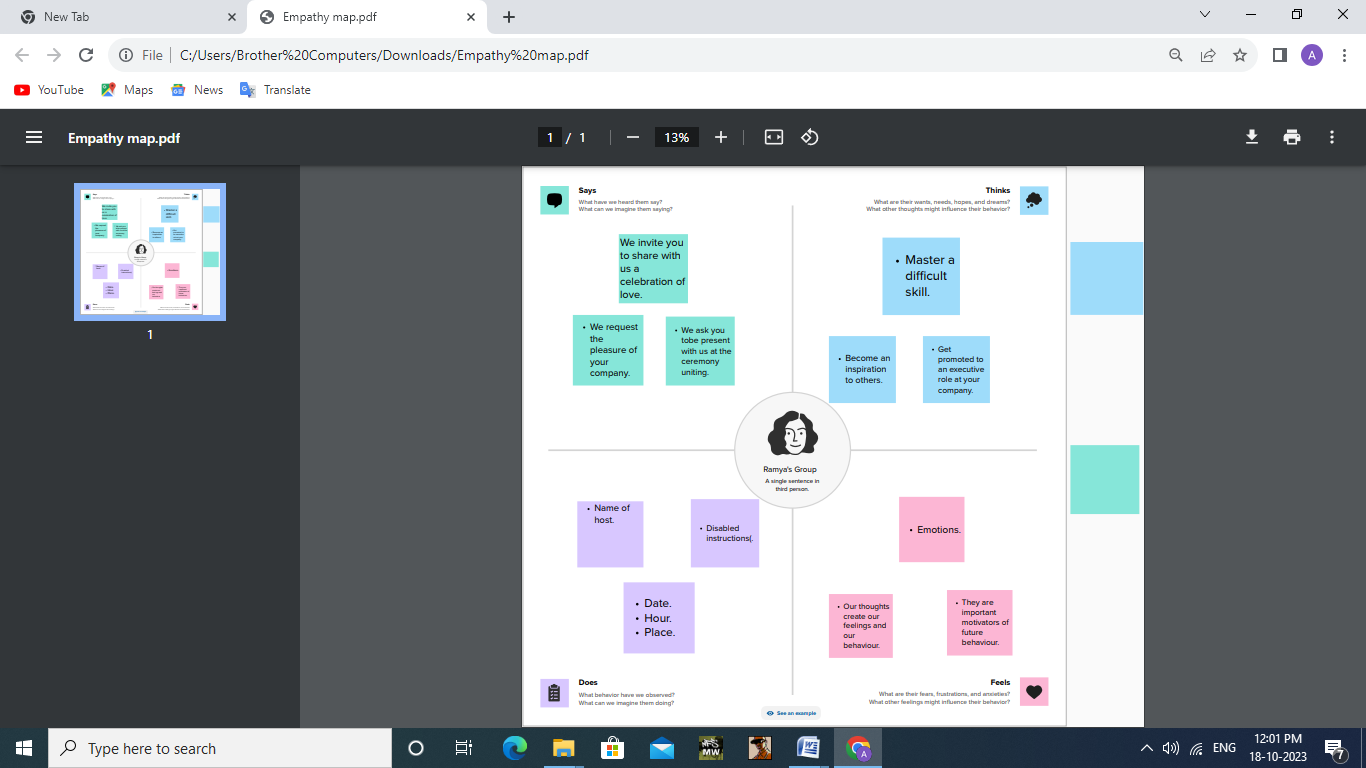 New Tab
Empathy map.pdf
File
C:/Users/Brother%20Computers/Downloads/Empathy%20map.pdf
A
YouTube
Maps
News
Translate
Empathy map.pdf
1 / 1
13%
1
Says
What have we heard them say?
What can we imagine them saying?
Thinks
What are their wants, needs, hopes, and dreams?
What other thoughts might influence their behavior?
We invite you
to share with
us a
celebration of
love.
• We request
the
pleasure of
your
company.
• We ask you
tobe present
with us at the
ceremony
uniting.
• Master a
difficult
skill.
• Become an
inspiration
to others.
• Get
promoted to
an executive
role at your
company.
Ramya's Group
A single sentence in
third person.
• Name of
host.
• Disabled
instructions(.
• Date.
• Hour.
• Place.
• Emotions.
• Our thoughts
create our
feelings and
our
behaviour.
• They are
important
motivators of
future
behaviour.
Does
What behavior have we observed?
What can we imagine them doing?
Feels
What are their fears, frustrations, and anxieties?
What other feelings might influence their behavior?
See an example
Type here to search
ENG
12:01 PM
18-10-2023
7